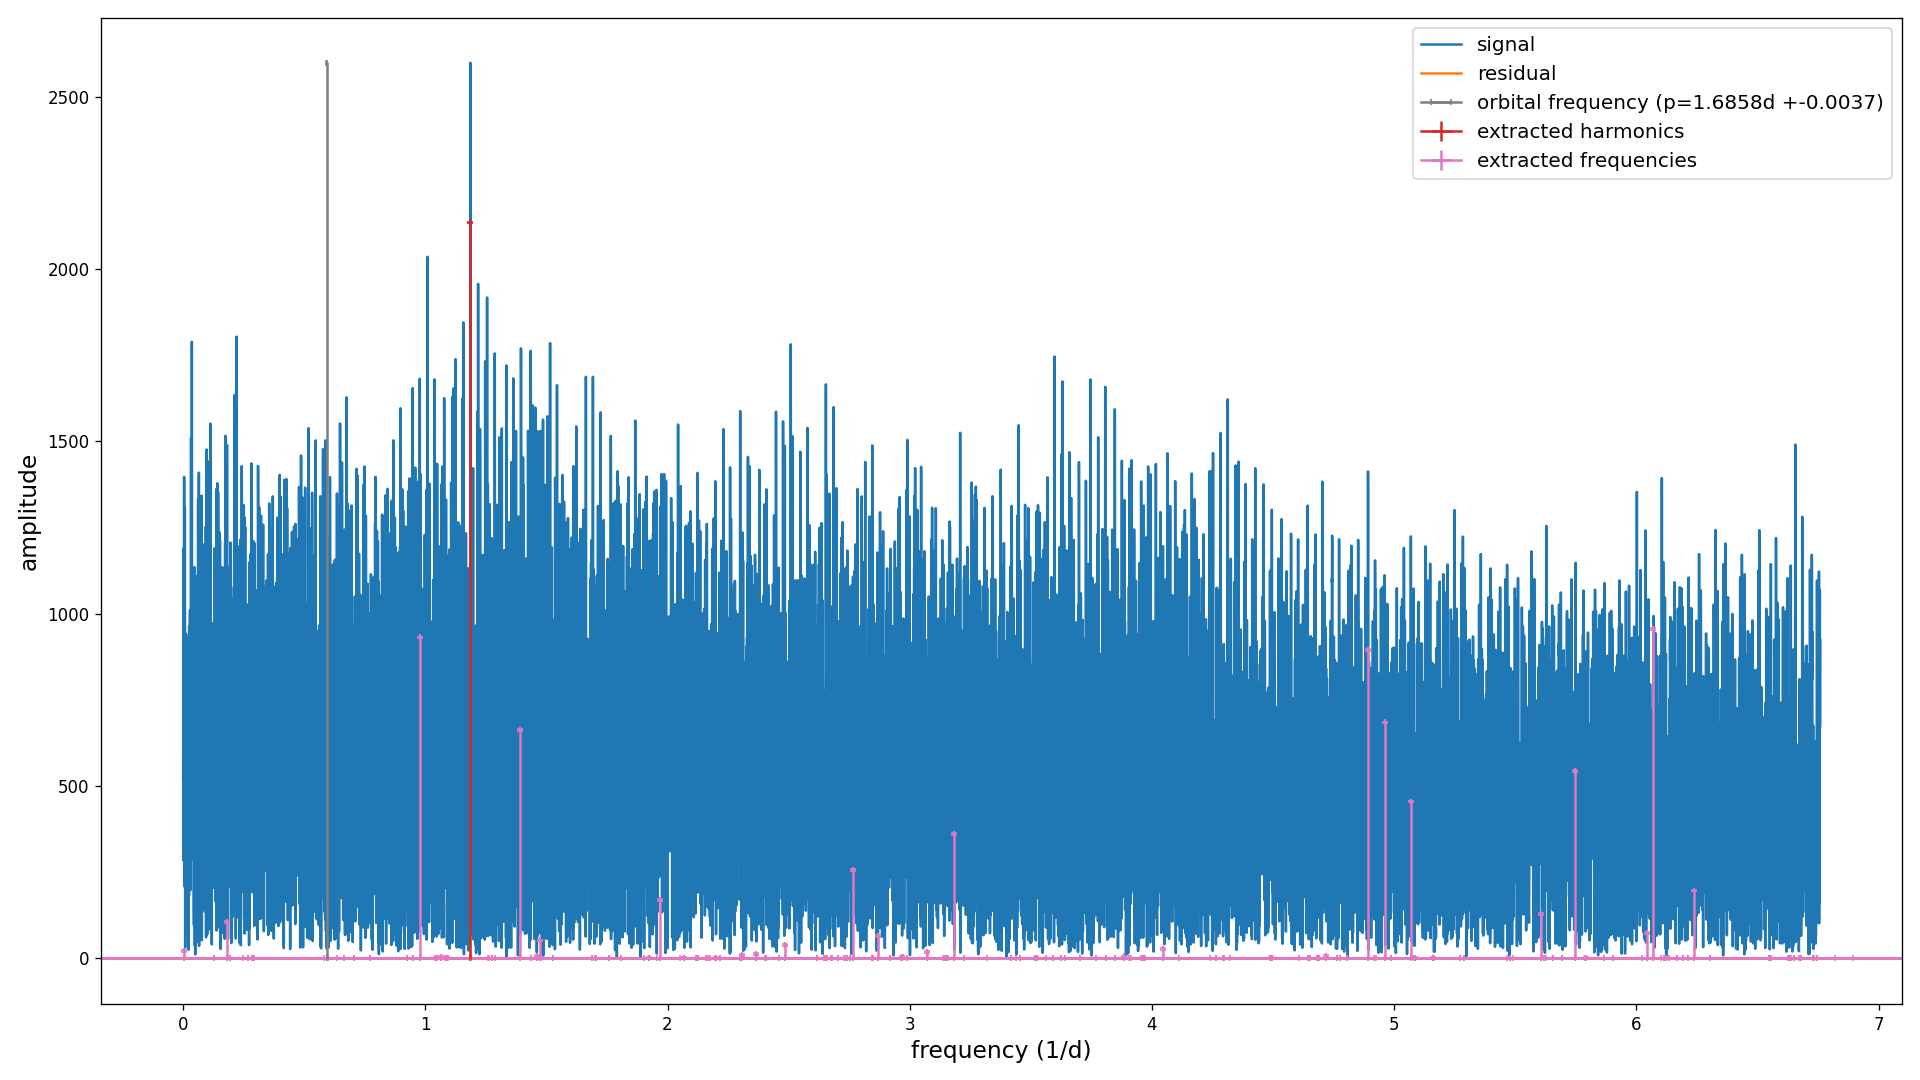 signal
residual
orbital frequency (p=1.6858d +-0.0037)
extracted harmonics
extracted frequencies
2500
2000
1500
1000
500
0
amplitude
0 1 2 3 4 5 6 7
frequency (1/d)